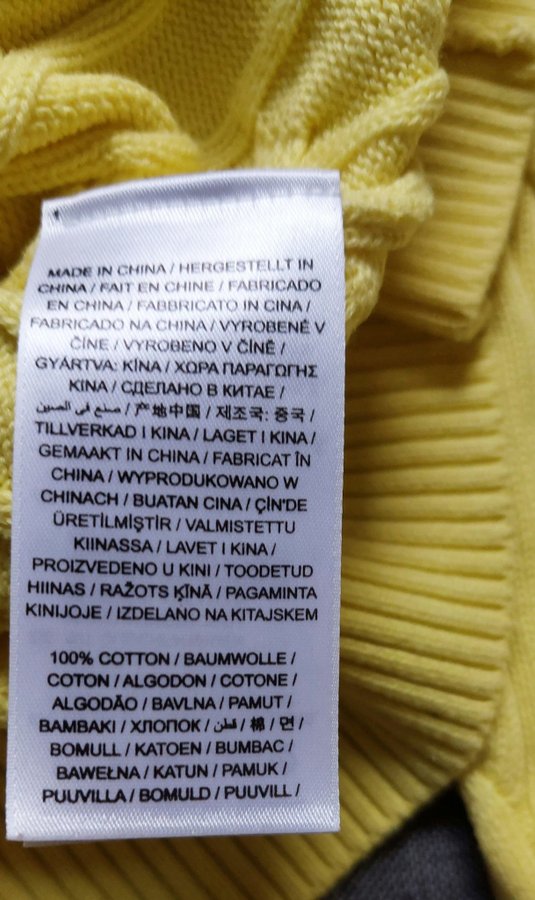 MADE IN CHINA / HERGESTELLT IN
CHINA / FAIT EN CHINE / FABRICADO
EN CHINA / FABBRICATO IN CINA /
FABRICADO NA CHINA / VYROBENÉ V
ČÍNE / VYROBENO V ČÍNĚ /
GYÁRTVA: KÍNA / ΧΩΡΑ ΠΑΡΑΓΩΓΗΣ
ΚΙΝΑ / СДЕЛАНО В КИТАЕ /
صنع في الصين / 产地中国 / 제조국: 중국 /
TILLVERKAD I KINA / LAGET I KINA /
GEMAAKT IN CHINA / FABRICAT ÎN
CHINA / WYPRODUKOWANO W
CHINACH / BUATAN CINA / ÇİN'DE
ÜRETİLMİŞTİR / VALMISTETTU
KIINASSA / LAVET I KINA /
PROIZVEDENO U KINI / TOODETUD
HIINAS / RAŽOTS ĶĪNĀ / PAGAMINTA
KINIJOJE / IZDELANO NA KITAJSKEM
100% COTTON / BAUMWOLLE /
COTON / ALGODON / COTONE /
ALGODÃO / BAVLNA / PAMUT /
BAMBAKI / ХЛОПОК / قطن / 棉 / 면 /
BOMULL / KATOEN / BUMBAC /
BAWEŁNA / KATUN / PAMUK /
PUUVILLA / BOMULD / PUUVILL /